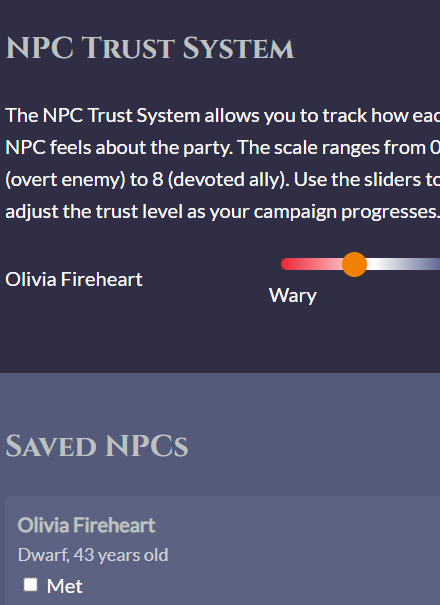 NPC Trust System
The NPC Trust System allows you to track how eac
NPC feels about the party. The scale ranges from 0
(overt enemy) to 8 (devoted ally). Use the sliders to
adjust the trust level as your campaign progresses.
Olivia Fireheart
Wary
Saved NPCs
Olivia Fireheart
Dwarf, 43 years old
Met